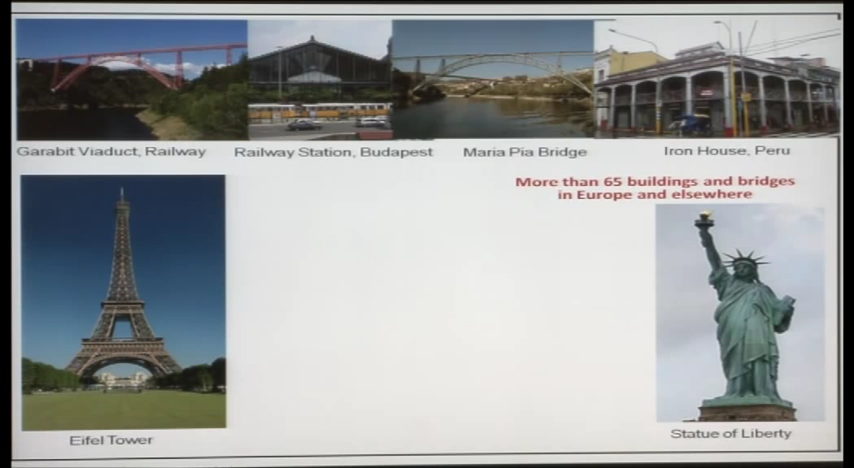 Garabit Viaduct, Railway
Railway Station, Budapest
Maria Pia Bridge
Iron House, Peru
More than 65 buildings and bridges
in Europe and elsewhere
Eifel Tower
Statue of Liberty